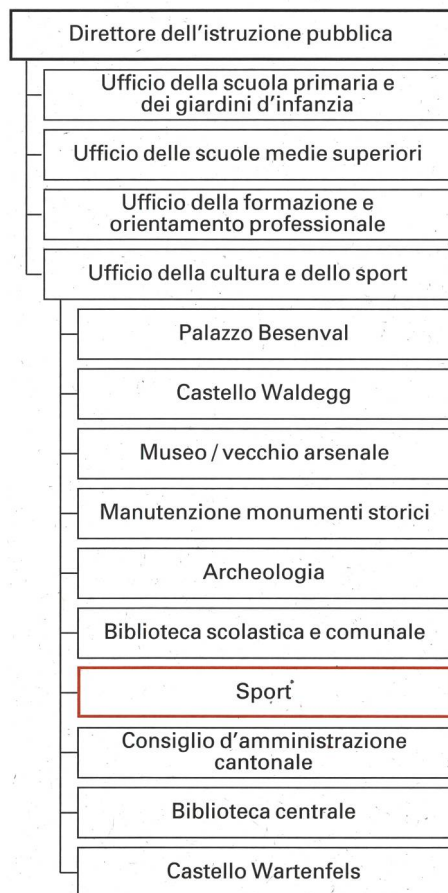 Direttore dell'istruzione pubblica
Ufficio della scuola primaria e
dei giardini d'infanzia
Ufficio delle scuole medie superiori
Ufficio della formazione e
orientamento professionale
Ufficio della cultura e dello sport
Palazzo Besenval
Castello Waldegg
Museo / vecchio arsenale
Manutenzione monumenti storici
Archeologia
Biblioteca scolastica e comunale
Sport
Consiglio d'amministrazione
cantonale
Biblioteca centrale
Castello Wartenfels